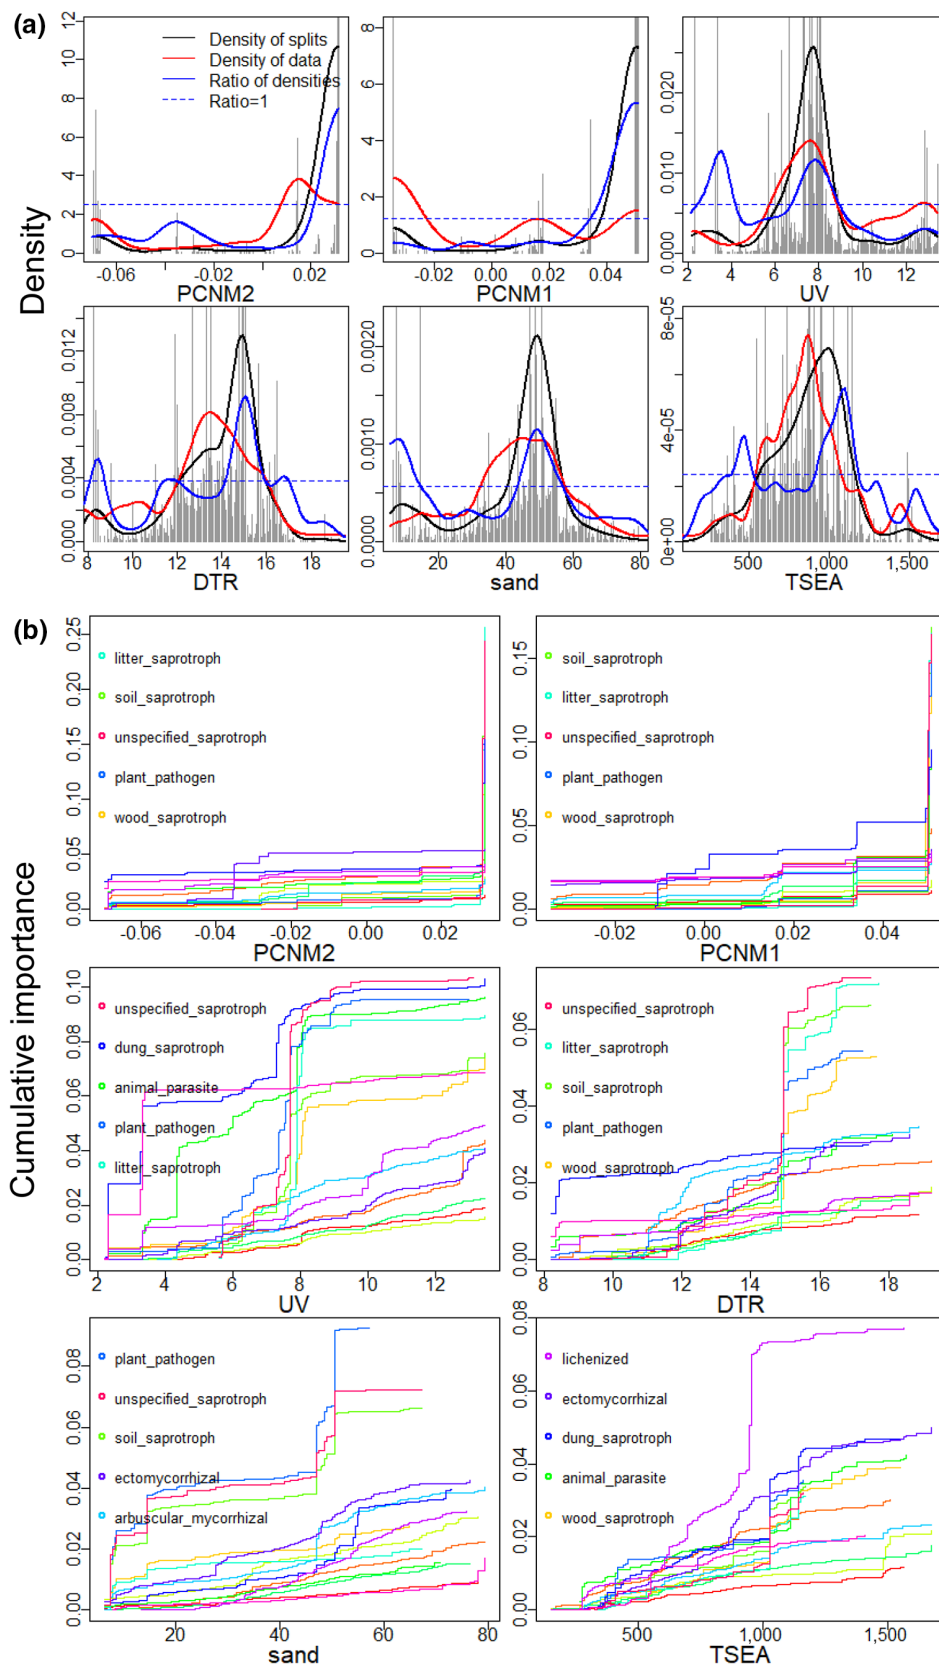 (a)
Density
12
10
8
6
4
2
0
Density of splits
Density of data
Ratio of densities
Ratio=1
-0.06 -0.02 0.02
PCNM2
8
6
4
2
0
-0.02 0.00 0.02 0.04
PCNM1
0.020
0.010
0.000
2 4 6 8 10 12
UV
0.012
0.008
0.004
0.000
8 10 12 14 16 18
DTR
0.0020
0.0010
0.0000
20 40 60 80
sand
8e-05
4e-05
0e+00
500 1,000 1,500
TSEA
(b)
Cumulative importance
0.25
0.20
0.15
0.10
0.05
0.00
litter_saprotroph
soil_saprotroph
unspecified_saprotroph
plant_pathogen
wood_saprotroph
-0.06 -0.04 -0.02 0.00 0.02
PCNM2
0.15
0.10
0.05
0.00
soil_saprotroph
litter_saprotroph
unspecified_saprotroph
plant_pathogen
wood_saprotroph
-0.02 0.00 0.02 0.04
PCNM1
0.10
0.08
0.06
0.04
0.02
0.00
unspecified_saprotroph
dung_saprotroph
animal_parasite
plant_pathogen
litter_saprotroph
2 4 6 8 10 12
UV
0.06
0.04
0.02
0.00
unspecified_saprotroph
litter_saprotroph
soil_saprotroph
plant_pathogen
wood_saprotroph
8 10 12 14 16 18
DTR
0.08
0.06
0.04
0.02
0.00
plant_pathogen
unspecified_saprotroph
soil_saprotroph
ectomycorrhizal
arbuscular_mycorrhizal
20 40 60 80
sand
0.08
0.06
0.04
0.02
0.00
lichenized
ectomycorrhizal
dung_saprotroph
animal_parasite
wood_saprotroph
500 1,000 1,500
TSEA